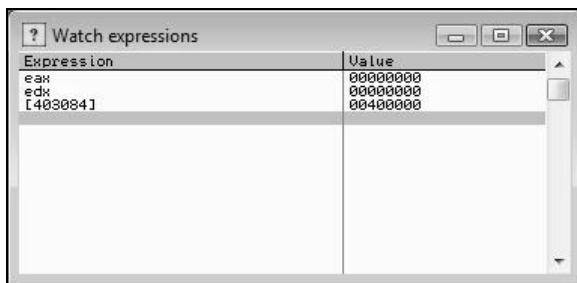 ? Watch expressions
Expression Value
eax 00000000
edx 00000000
[403084] 00400000